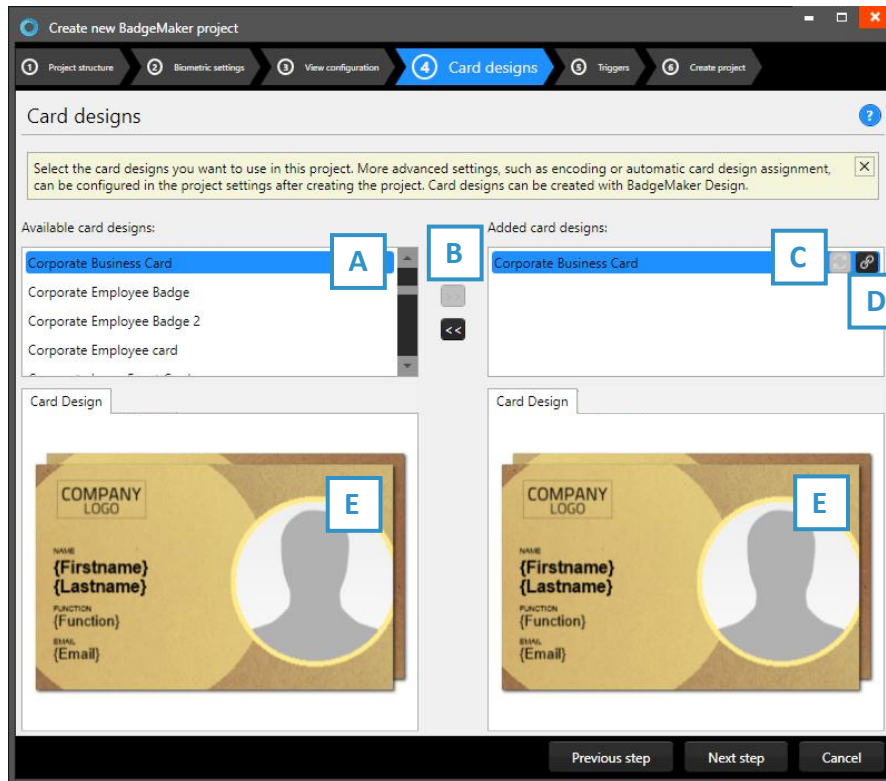 Create new BadgeMaker project
1 Project structure
2 Biometric settings
3 View configuration
4 Card designs
5 Triggers
6 Create project
Card designs
?
Select the card designs you want to use in this project. More advanced settings, such as encoding or automatic card design assignment,
can be configured in the project settings after creating the project. Card designs can be created with BadgeMaker Design.
Available card designs:
Added card designs:
Corporate Business Card
A
B
Corporate Business Card
C
D
Corporate Employee Badge
>>
Corporate Employee Badge 2
<<
Corporate Employee card
Card Design
Card Design
COMPANY
LOGO
E
NAME
{Firstname}
{Lastname}
FUNCTION
{Function}
EMAIL
{Email}
COMPANY
LOGO
E
NAME
{Firstname}
{Lastname}
FUNCTION
{Function}
EMAIL
{Email}
Previous step
Next step
Cancel